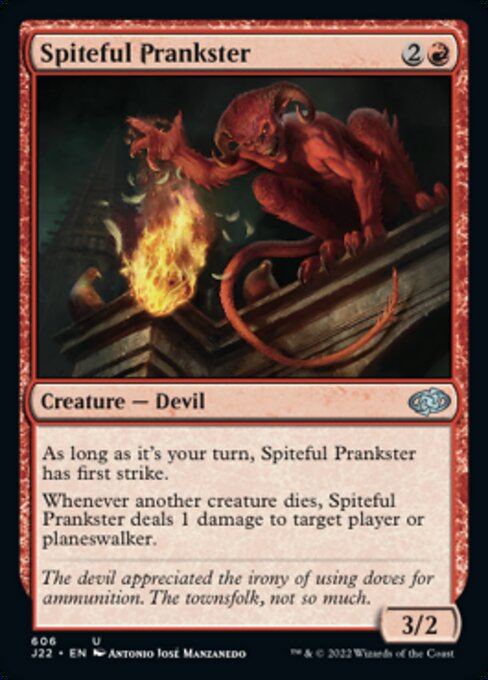 Spiteful Prankster 2
Creature — Devil
As long as it's your turn, Spiteful Prankster
has first strike.
Whenever another creature dies, Spiteful
Prankster deals 1 damage to target player or
planeswalker.
The devil appreciated the irony of using doves for
ammunition. The townsfolk, not so much.
3/2
606 U
J22 • EN Antonio José Manzanedo
™ & © 2022 Wizards of the Coast